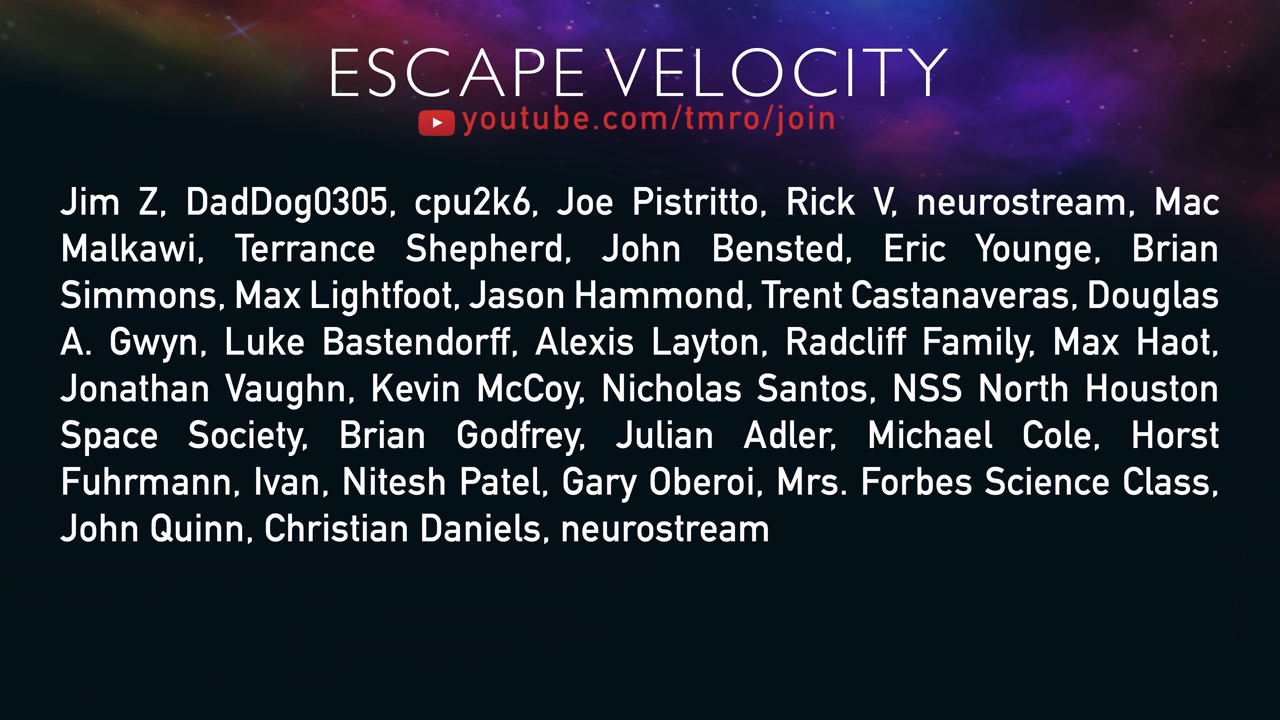 ESCAPE VELOCITY
youtube.com/tmro/join
Jim Z, DadDog0305, cpu2k6, Joe Pistritto, Rick V, neurostream, Mac
Malkawi, Terrance Shepherd, John Bensted, Eric Younge, Brian
Simmons, Max Lightfoot, Jason Hammond, Trent Castanaveras, Douglas
A. Gwyn, Luke Bastendorff, Alexis Layton, Radcliff Family, Max Haot,
Jonathan Vaughn, Kevin McCoy, Nicholas Santos, NSS North Houston
Space Society, Brian Godfrey, Julian Adler, Michael Cole, Horst
Fuhrmann, Ivan, Nitesh Patel, Gary Oberoi, Mrs. Forbes Science Class,
John Quinn, Christian Daniels, neurostream